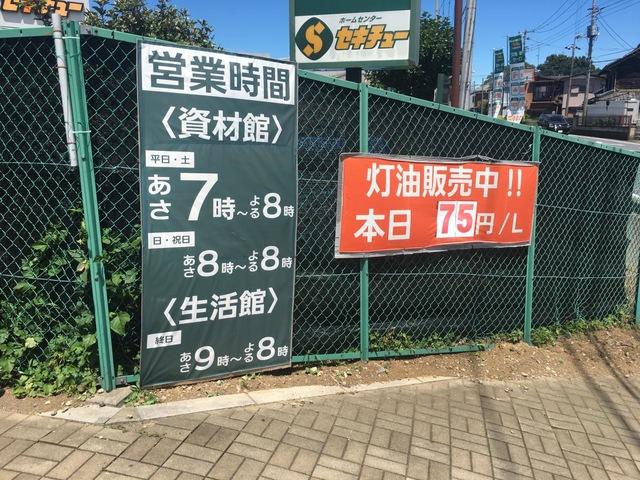 ホームセンター
セキチュー
営業時間
〈資材館〉
平日・土
あさ7時〜よる8時
日・祝日
あさ8時〜よる8時
〈生活館〉
終日
あさ9時〜よる8時
灯油販売中!!
本日 75円/L